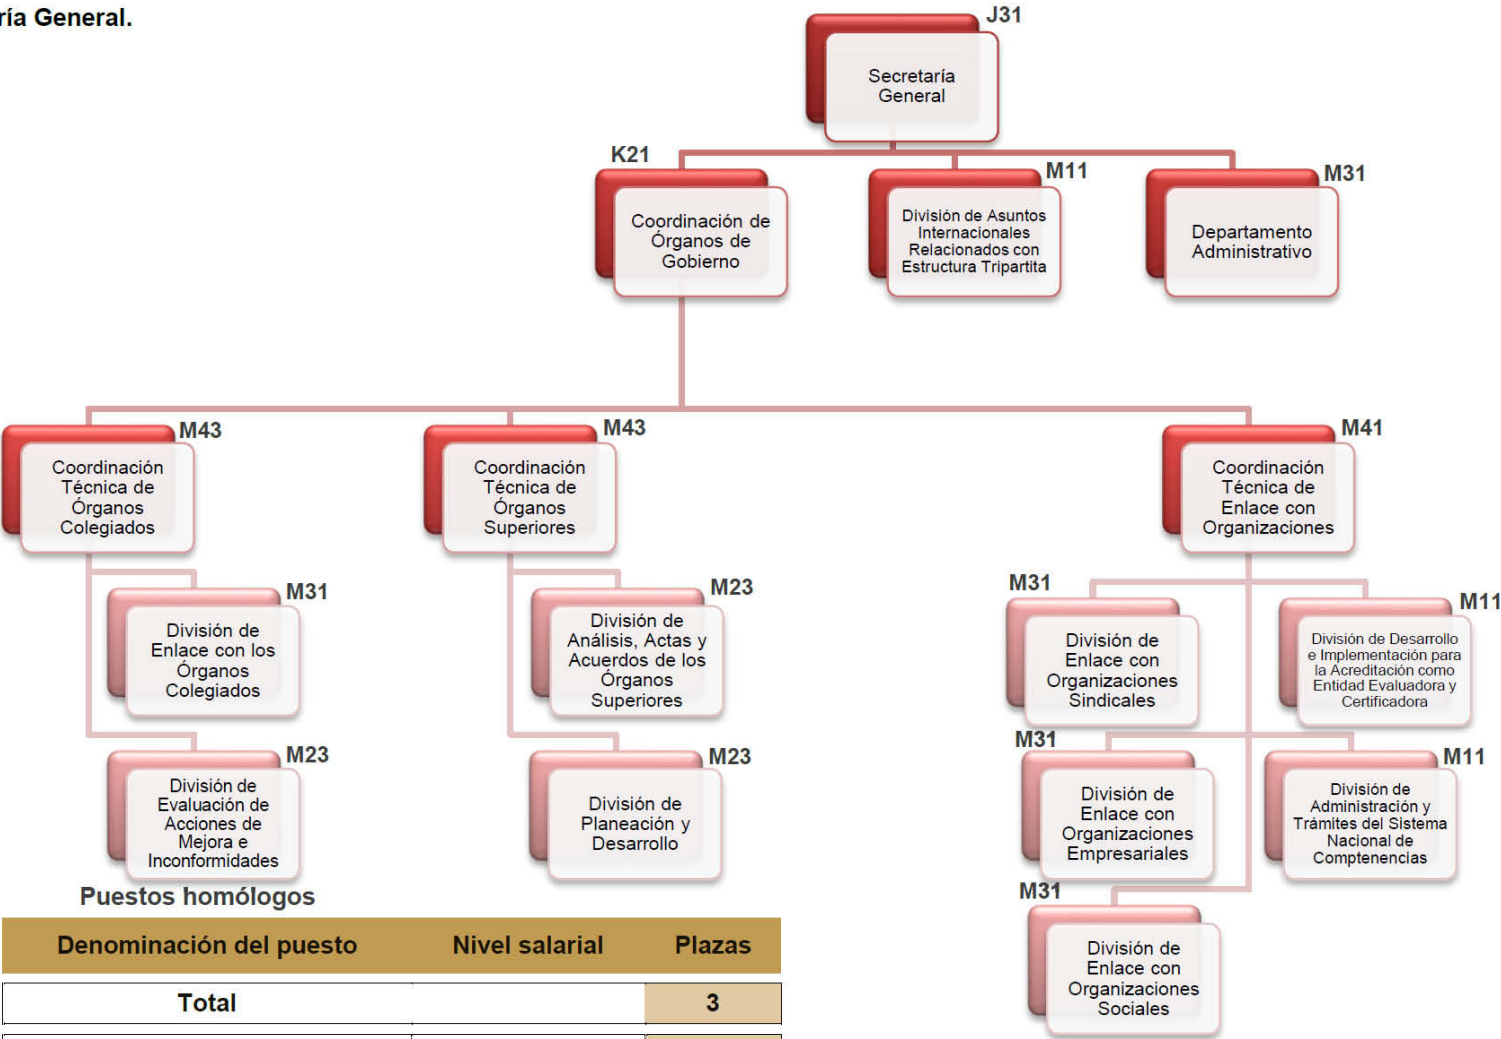 ría General.
J31
Secretaría
General
K21
Coordinación de
Órganos de
Gobierno
M11
División de Asuntos
Internacionales
Relacionados con
Estructura Tripartita
M31
Departamento
Administrativo
M43
Coordinación
Técnica de
Órganos
Colegiados
M43
Coordinación
Técnica de
Órganos
Superiores
M41
Coordinación
Técnica de
Enlace con
Organizaciones
M31
División de
Enlace con los
Órganos
Colegiados
M23
División de
Análisis, Actas y
Acuerdos de los
Órganos
Superiores
M31
División de
Enlace con
Organizaciones
Sindicales
M11
División de Desarrollo
e Implementación para
la Acreditación como
Entidad Evaluadora y
Certificadora
M23
División de
Evaluación de
Acciones de
Mejora e
Inconformidades
M23
División de
Planeación y
Desarrollo
M31
División de
Enlace con
Organizaciones
Empresariales
M11
División de
Administración y
Trámites del Sistema
Nacional de
Comptenencias
M31
División de
Enlace con
Organizaciones
Sociales
Puestos homólogos
Denominación del puesto Nivel salarial Plazas
Total 3